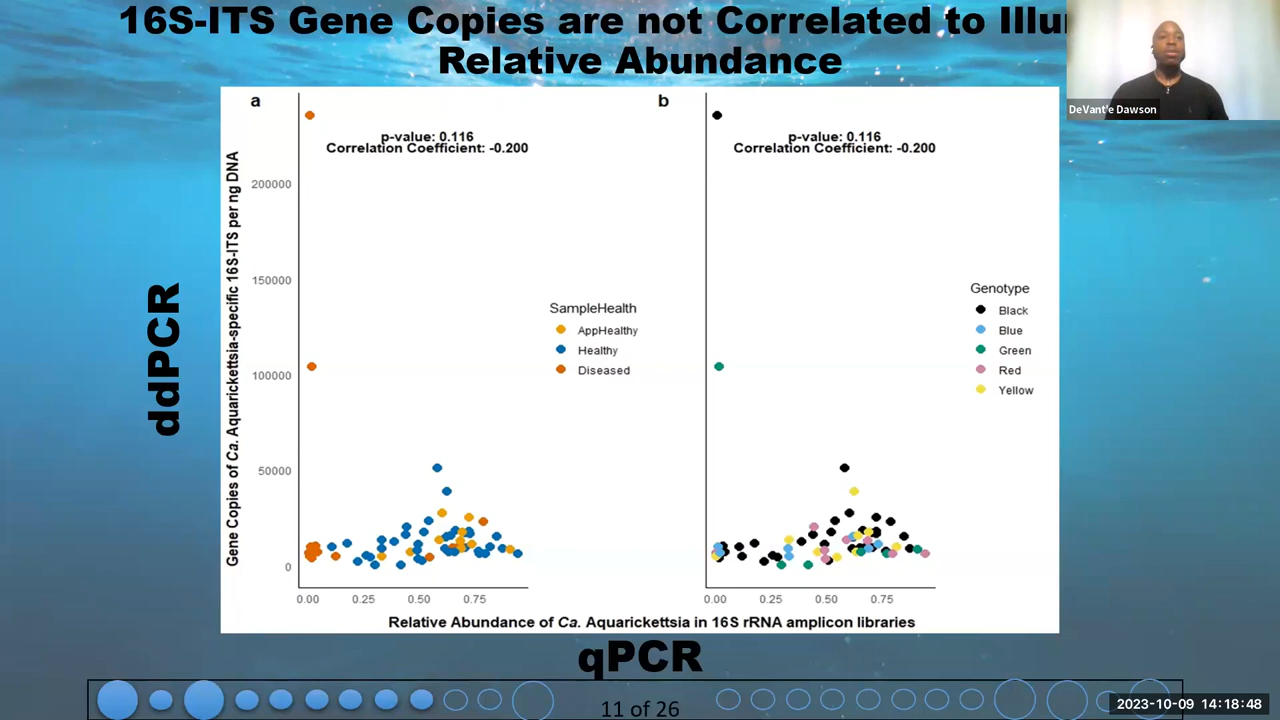 16S-ITS Gene Copies are not Correlated to Illu
Relative Abundance
DeVant'e Dawson
a
p-value: 0.116
Correlation Coefficient: -0.200
b
p-value: 0.116
Correlation Coefficient: -0.200
ddPCR
Gene Copies of Ca. Aquarickettsia-specific 16S-ITS per ng DNA
200000
150000
100000
50000
0
SampleHealth
AppHealthy
Healthy
Diseased
Genotype
Black
Blue
Green
Red
Yellow
0.00 0.25 0.50 0.75
0.00 0.25 0.50 0.75
Relative Abundance of Ca. Aquarickettsia in 16S rRNA amplicon libraries
qPCR
11 of 26
2023-10-09 14:18:48